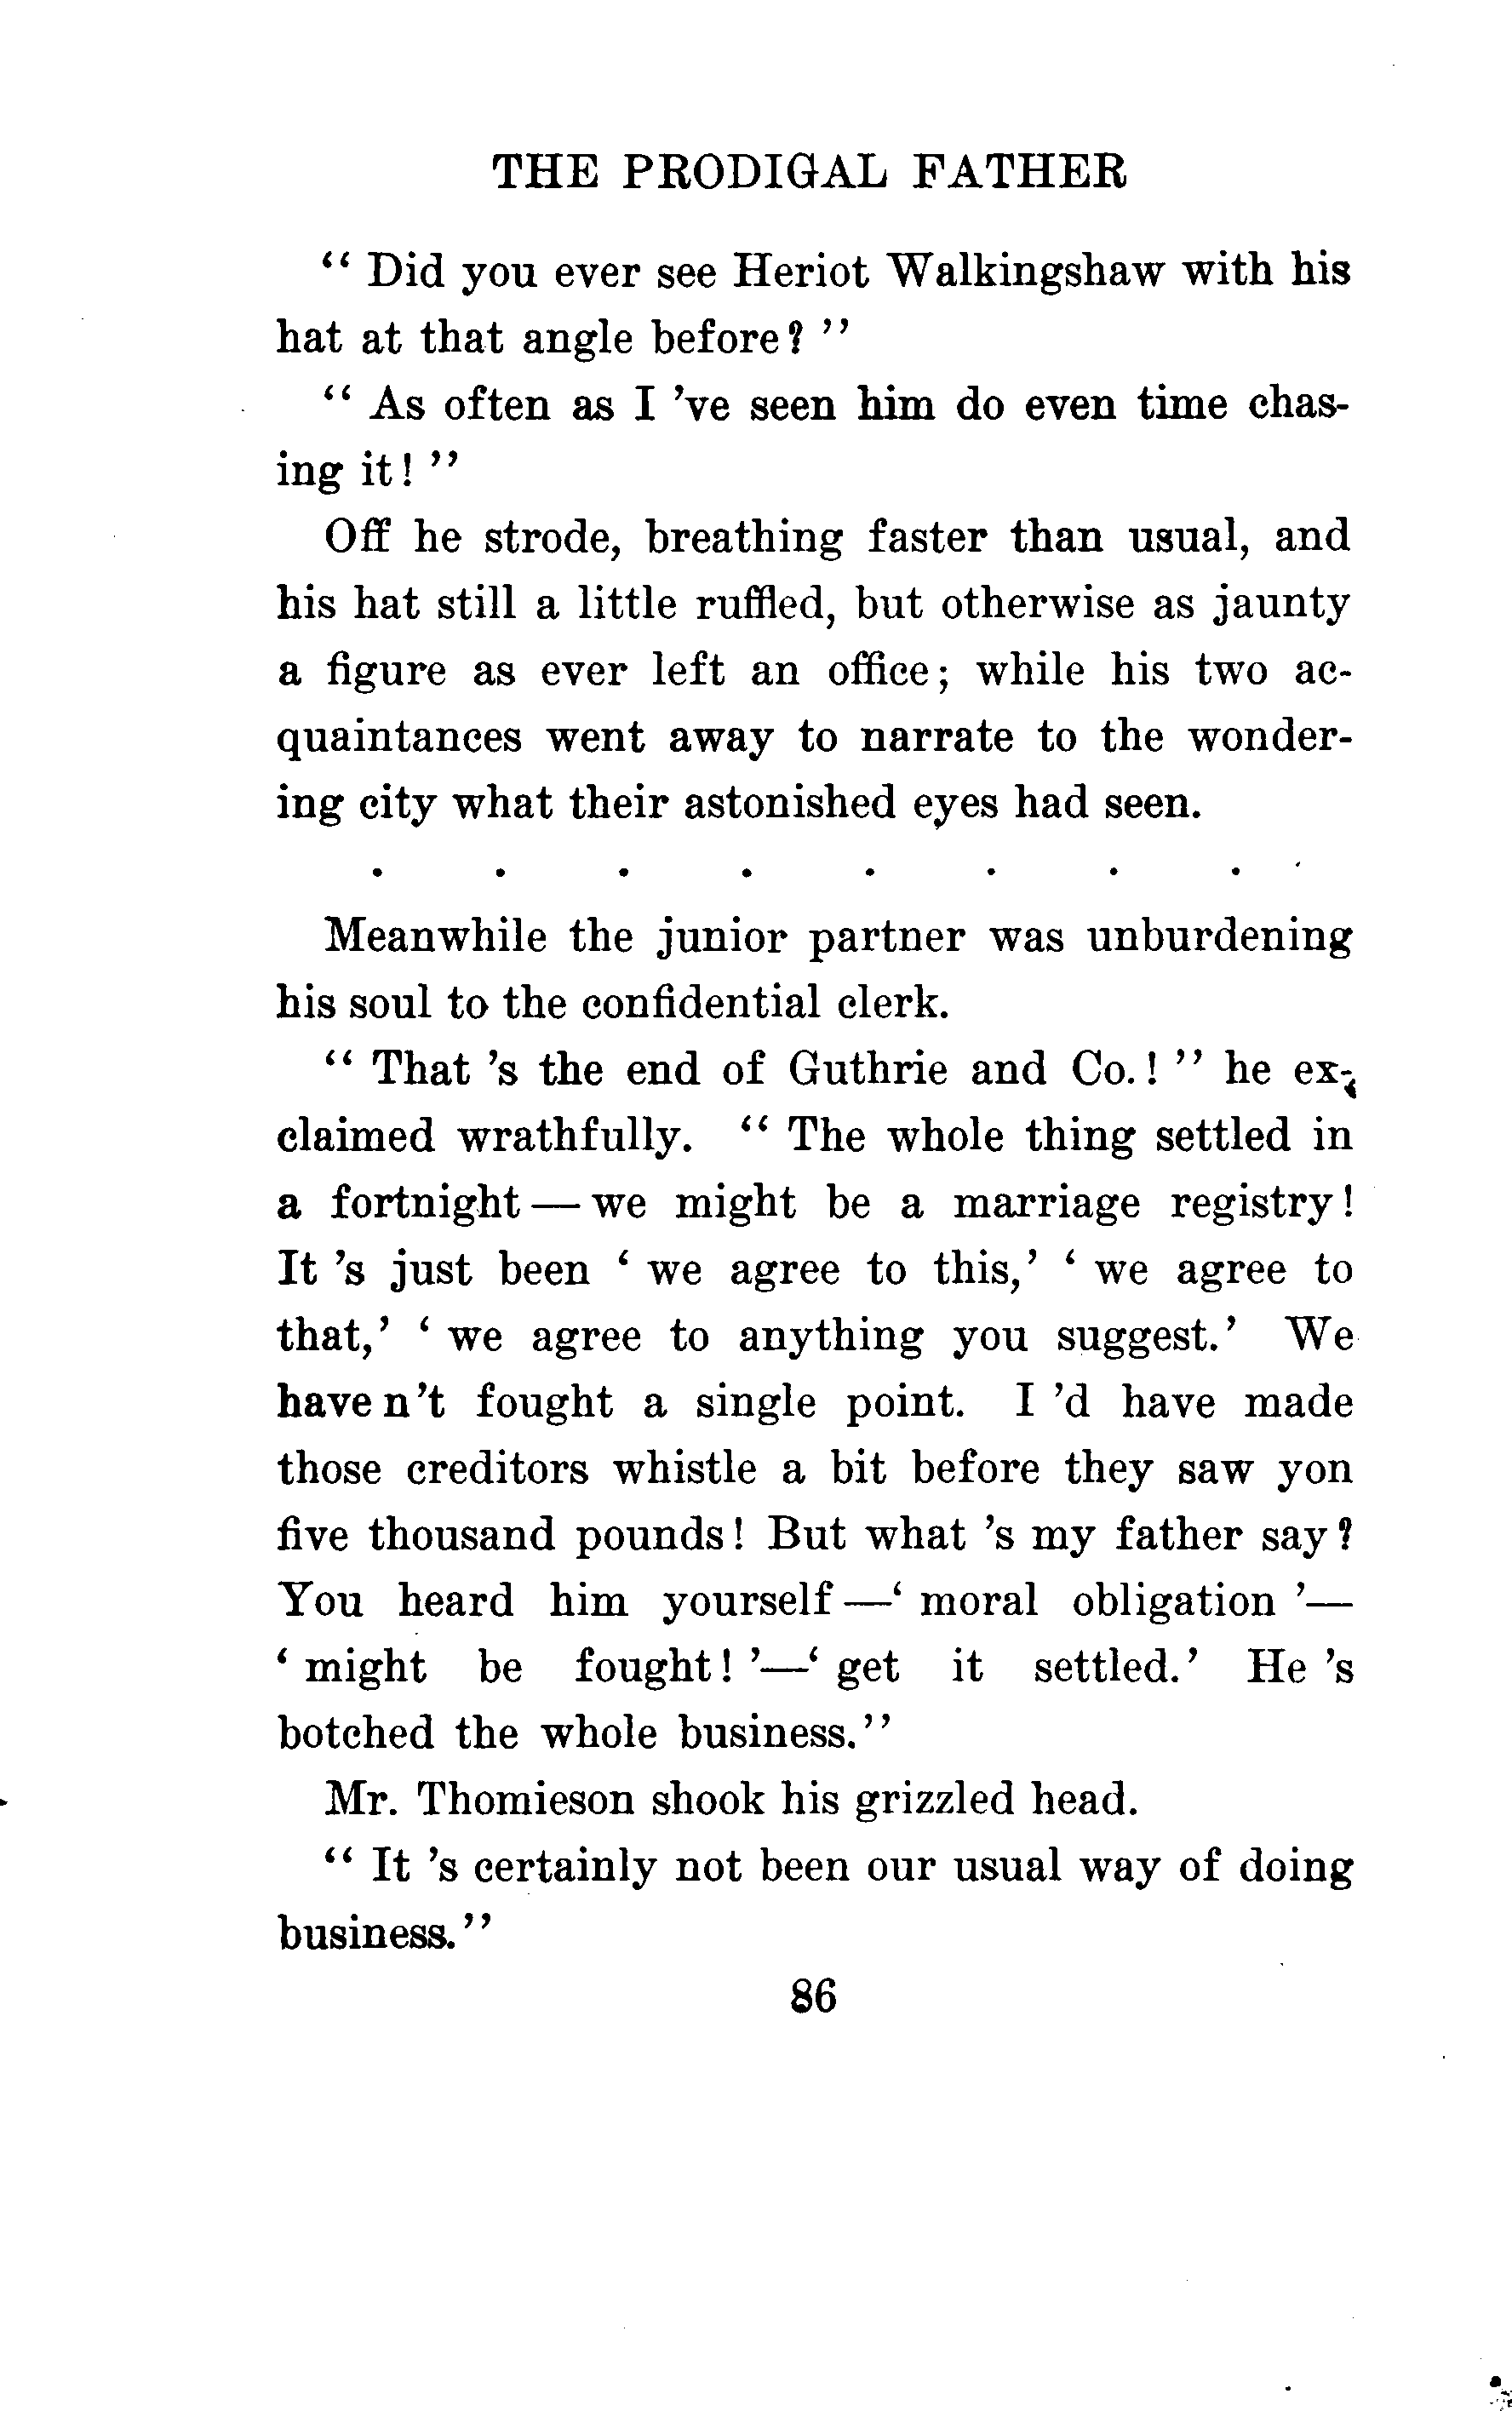 THE PRODIGAL FATHER
“ Did you ever see Heriot Walkingshaw with his
hat at that angle before? ”
“ As often as I 've seen him do even time chas-
ing it! ”
Off he strode, breathing faster than usual, and
his hat still a little ruffled, but otherwise as jaunty
a figure as ever left an office; while his two ac-
quaintances went away to narrate to the wonder-
ing city what their astonished eyes had seen.
. . . . . . . .
Meanwhile the junior partner was unburdening
his soul to the confidential clerk.
“ That 's the end of Guthrie and Co.! ” he ex-
claimed wrathfully. “ The whole thing settled in
a fortnight — we might be a marriage registry!
It 's just been ‘ we agree to this,’ ‘ we agree to
that,’ ‘ we agree to anything you suggest.’ We
have n't fought a single point. I 'd have made
those creditors whistle a bit before they saw yon
five thousand pounds! But what 's my father say?
You heard him yourself —‘ moral obligation ’—
‘ might be fought! ’—‘ get it settled.’ He 's
botched the whole business.”
Mr. Thomieson shook his grizzled head.
“ It 's certainly not been our usual way of doing
business.”
86